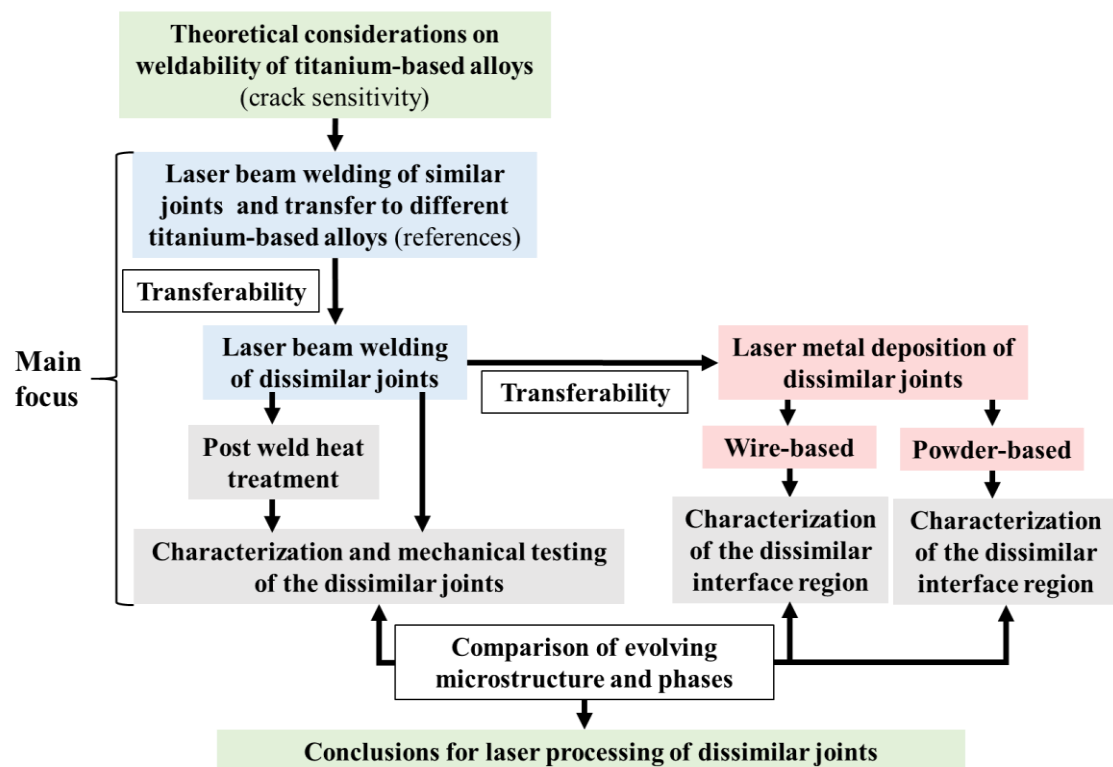 Theoretical considerations on
weldability of titanium-based alloys
(crack sensitivity)
Laser beam welding of similar
joints and transfer to different
titanium-based alloys (references)
Transferability
Main
focus
Laser beam welding
of dissimilar joints
Transferability
Laser metal deposition of
dissimilar joints
Post weld heat
treatment
Wire-based
Powder-based
Characterization and mechanical testing
of the dissimilar joints
Characterization
of the dissimilar
interface region
Characterization
of the dissimilar
interface region
Comparison of evolving
microstructure and phases
Conclusions for laser processing of dissimilar joints